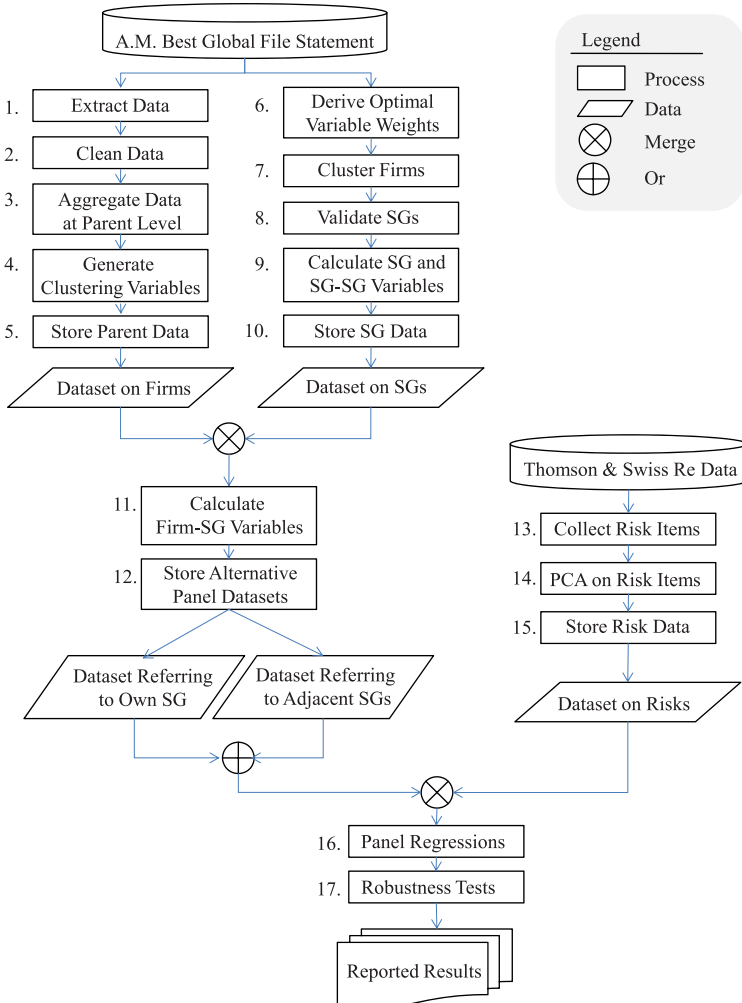 A.M. Best Global File Statement
Legend
Process
Data
Merge
Or
1. Extract Data
2. Clean Data
3. Aggregate Data
at Parent Level
4. Generate
Clustering Variables
5. Store Parent Data
Dataset on Firms
6. Derive Optimal
Variable Weights
7. Cluster Firms
8. Validate SGs
9. Calculate SG and
SG-SG Variables
10. Store SG Data
Dataset on SGs
11. Calculate
Firm-SG Variables
12. Store Alternative
Panel Datasets
Dataset Referring
to Own SG
Dataset Referring
to Adjacent SGs
Thomson & Swiss Re Data
13. Collect Risk Items
14. PCA on Risk Items
15. Store Risk Data
Dataset on Risks
16. Panel Regressions
17. Robustness Tests
Reported Results